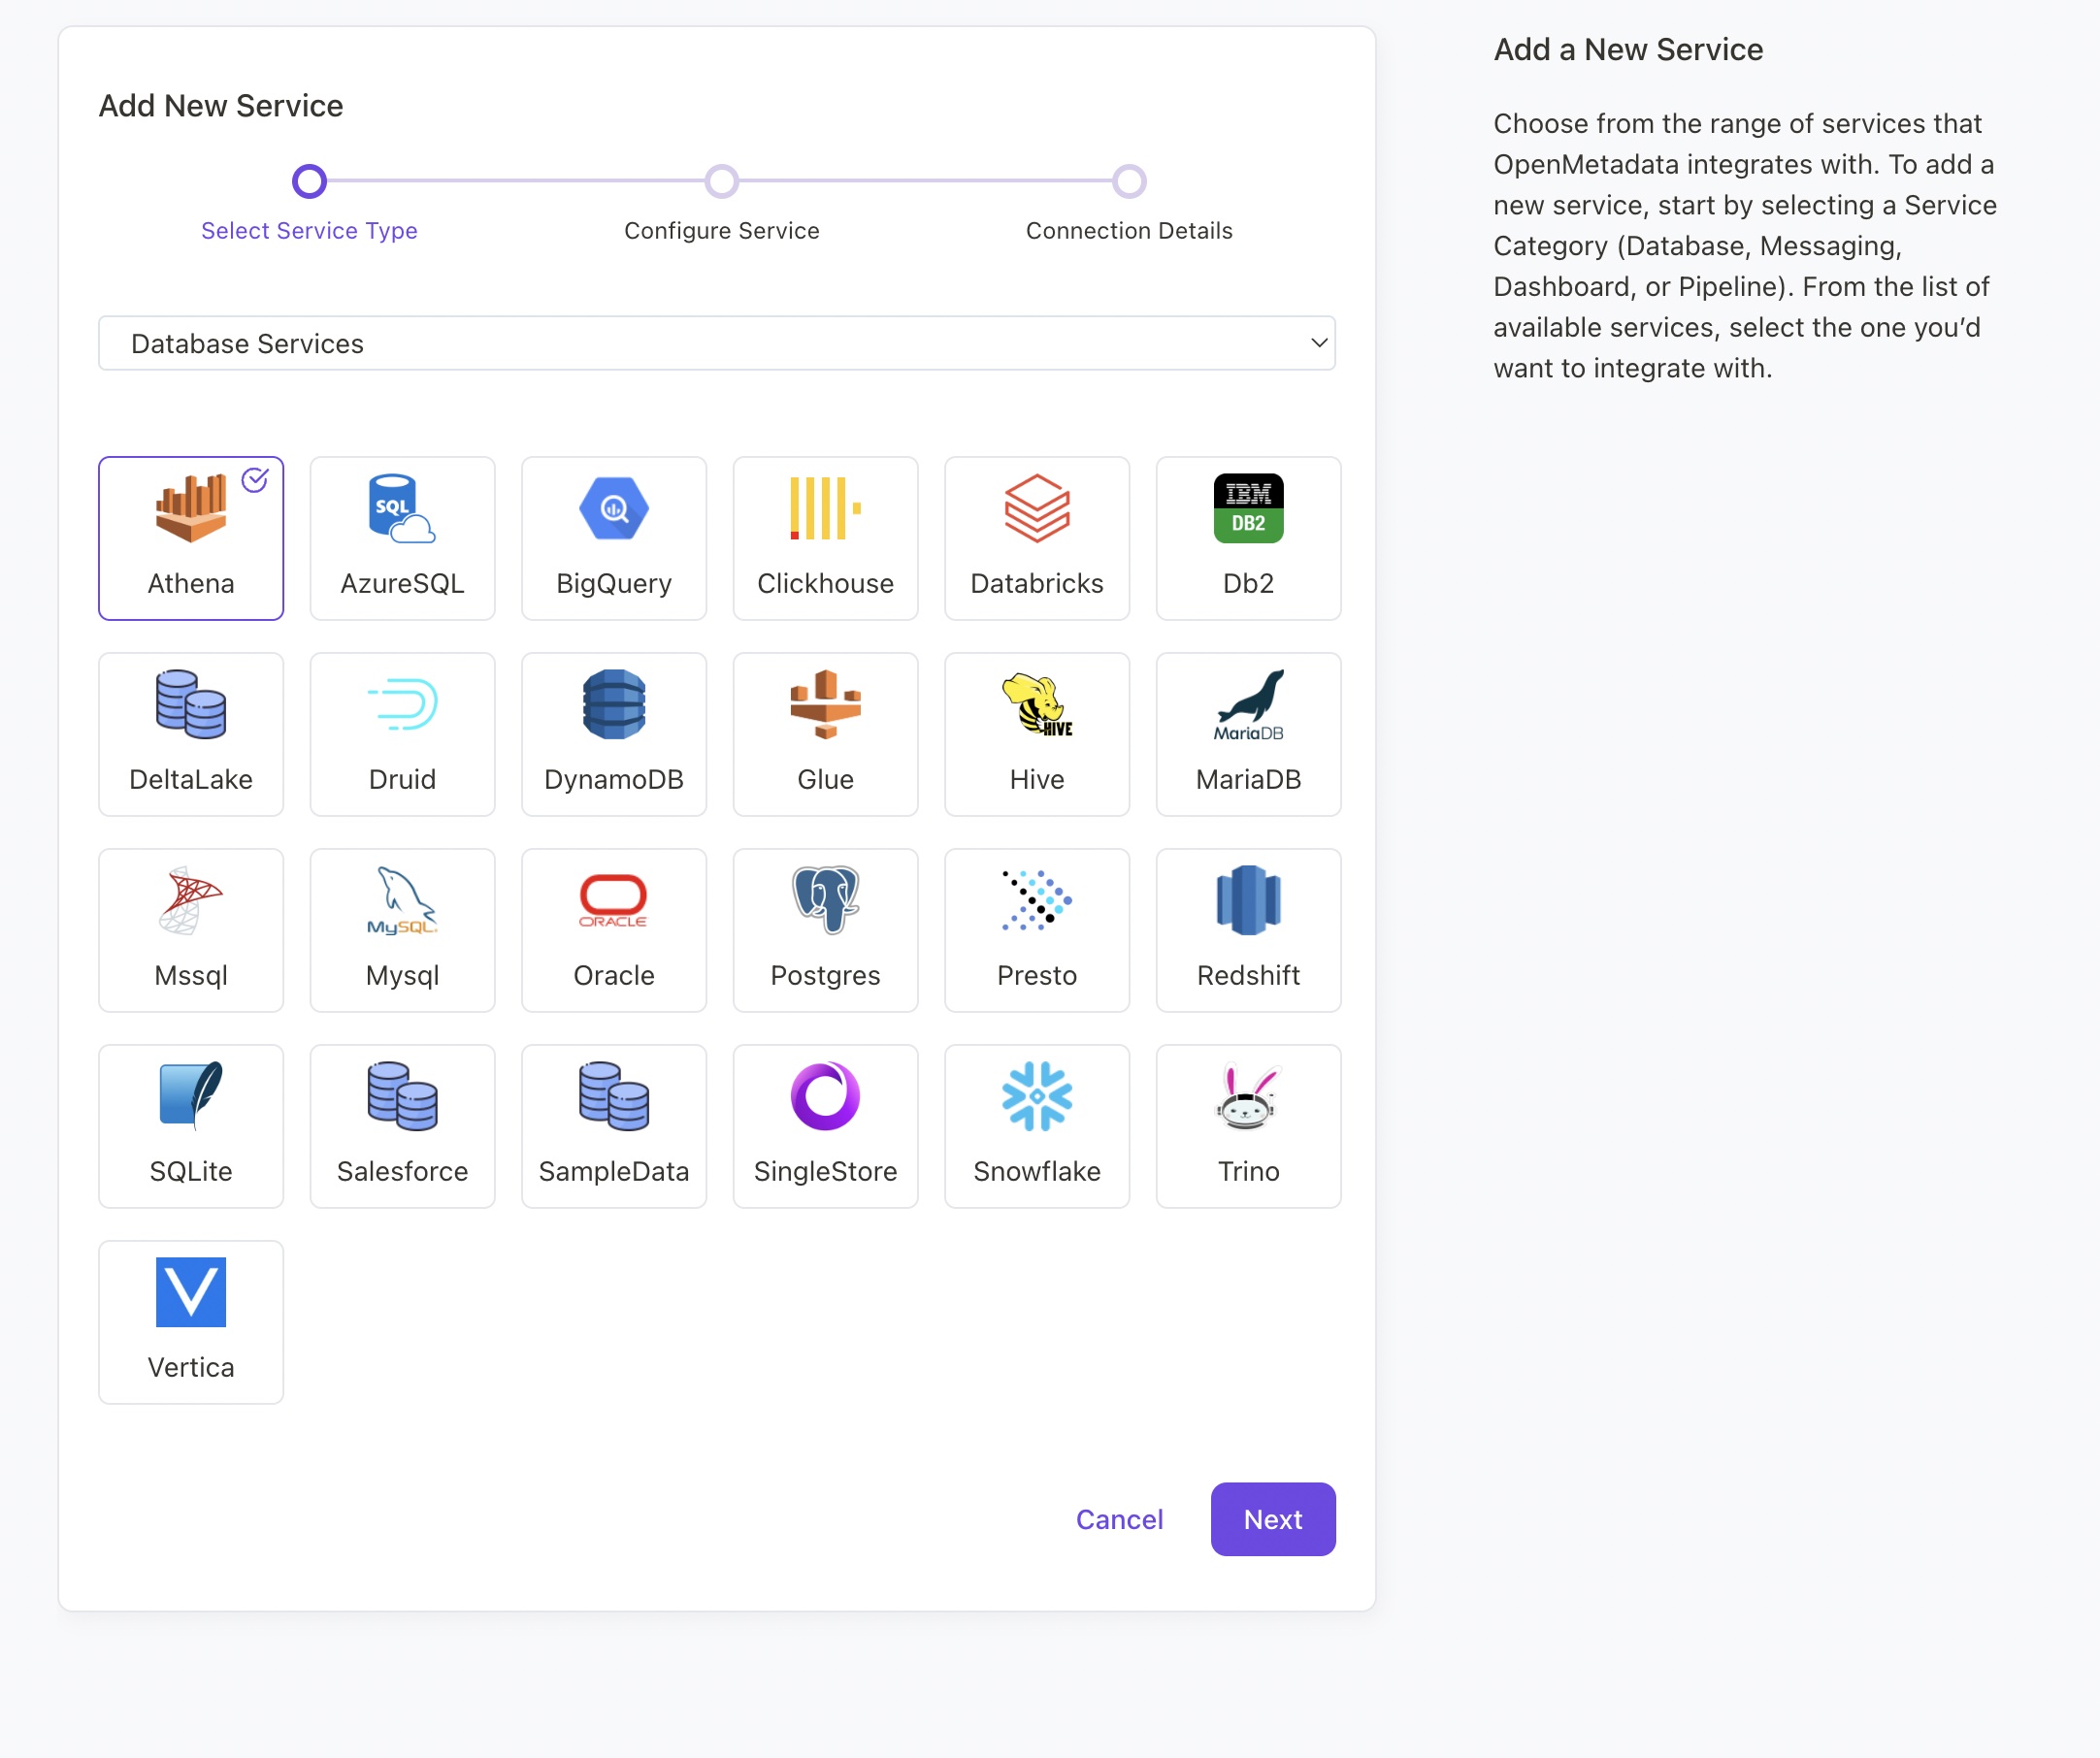 Add New Service
Select Service Type
Configure Service
Connection Details
Database Services
SQL
IBM
DB2
Athena
AzureSQL
BigQuery
Clickhouse
Databricks
Db2
HIVE
MariaDB
DeltaLake
Druid
DynamoDB
Glue
Hive
MariaDB
MySQL
ORACLE
Mssql
Mysql
Oracle
Postgres
Presto
Redshift
SQLite
Salesforce
SampleData
SingleStore
Snowflake
Trino
Vertica
Cancel
Next
Add a New Service
Choose from the range of services that
OpenMetadata integrates with. To add a
new service, start by selecting a Service
Category (Database, Messaging,
Dashboard, or Pipeline). From the list of
available services, select the one you’d
want to integrate with.